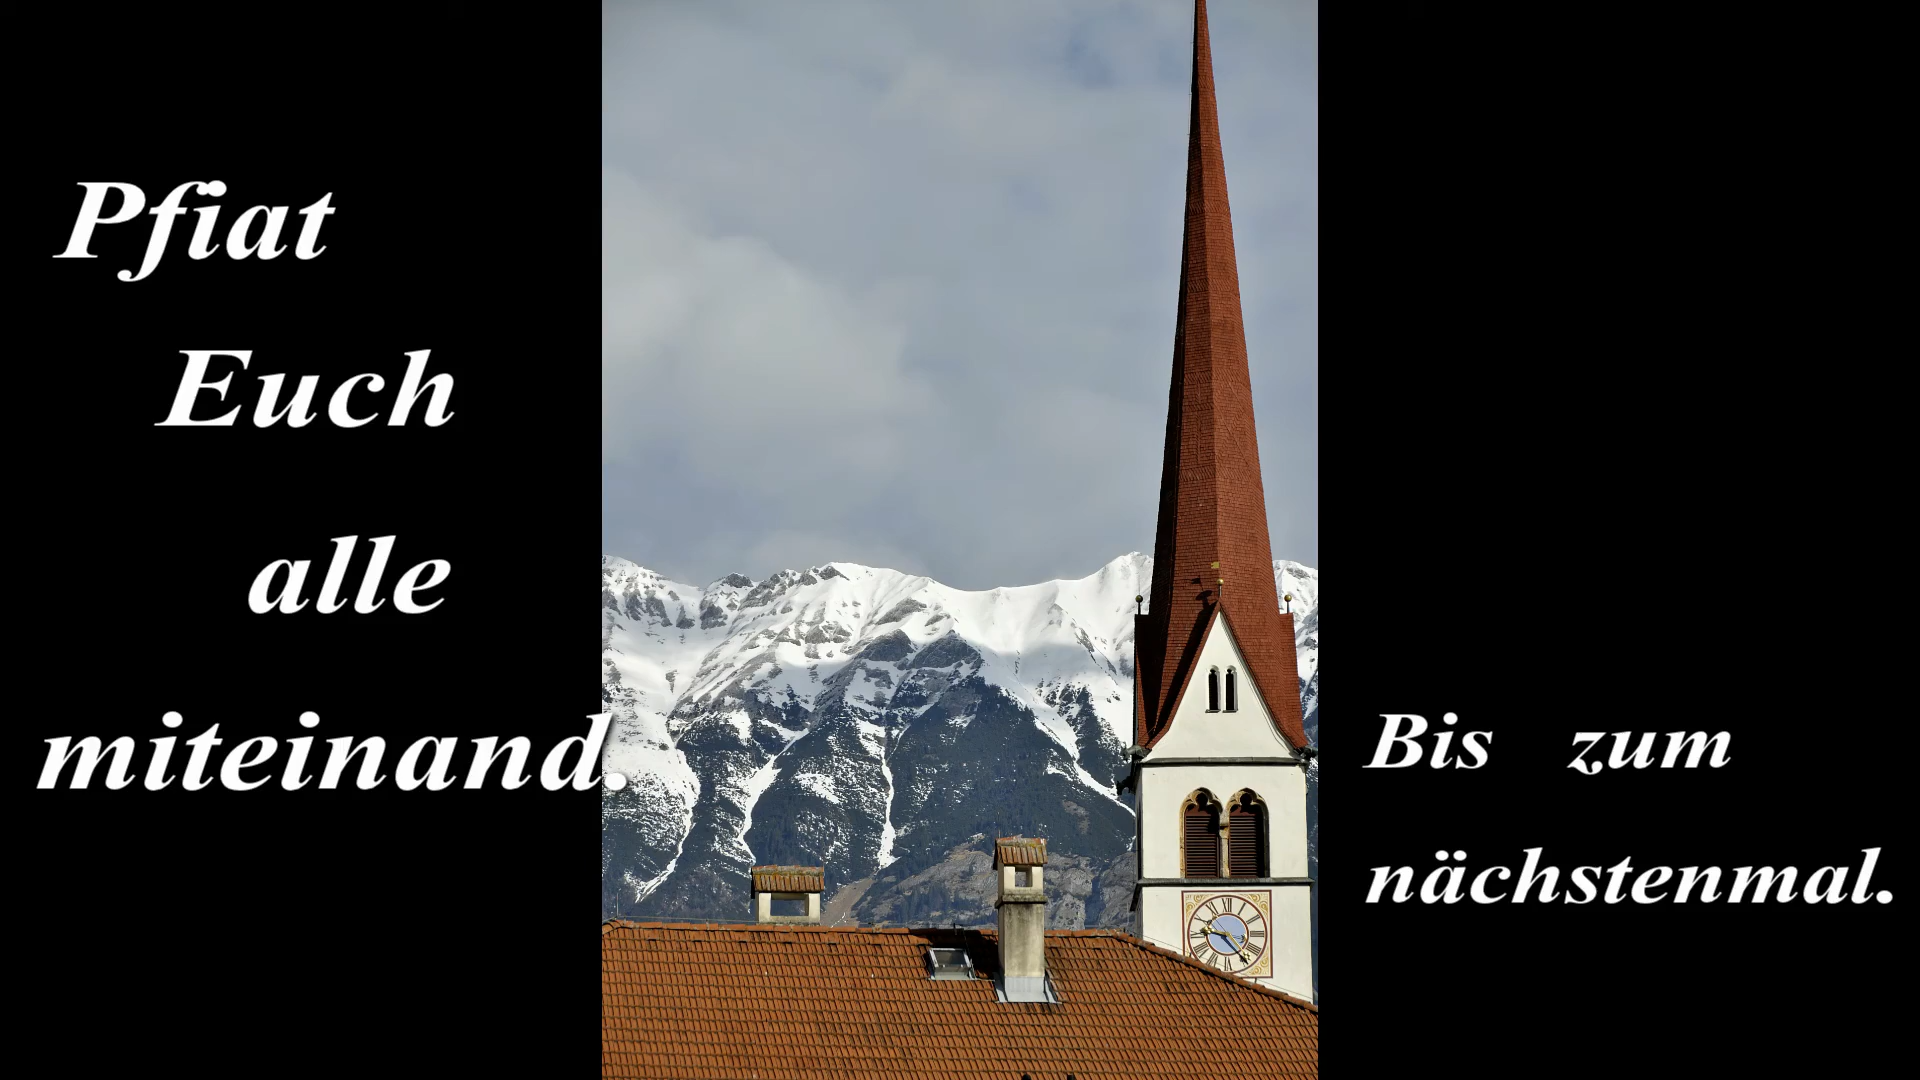 Pfiat
Euch
alle
miteinand.
Bis zum
nächstenmal.